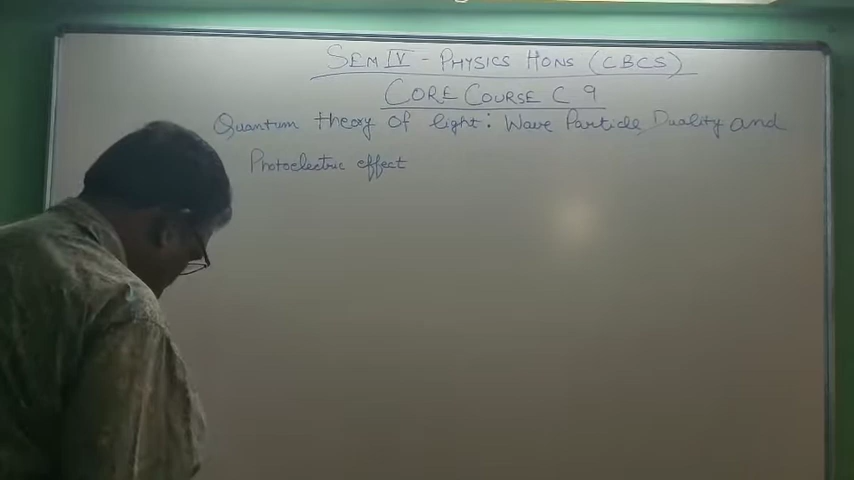 SEM IV - PHYSICS HONS (CBCS)
CORE COURSE C 9
Quantum theory of light: Wave Particle Duality and
Photoelectric effect